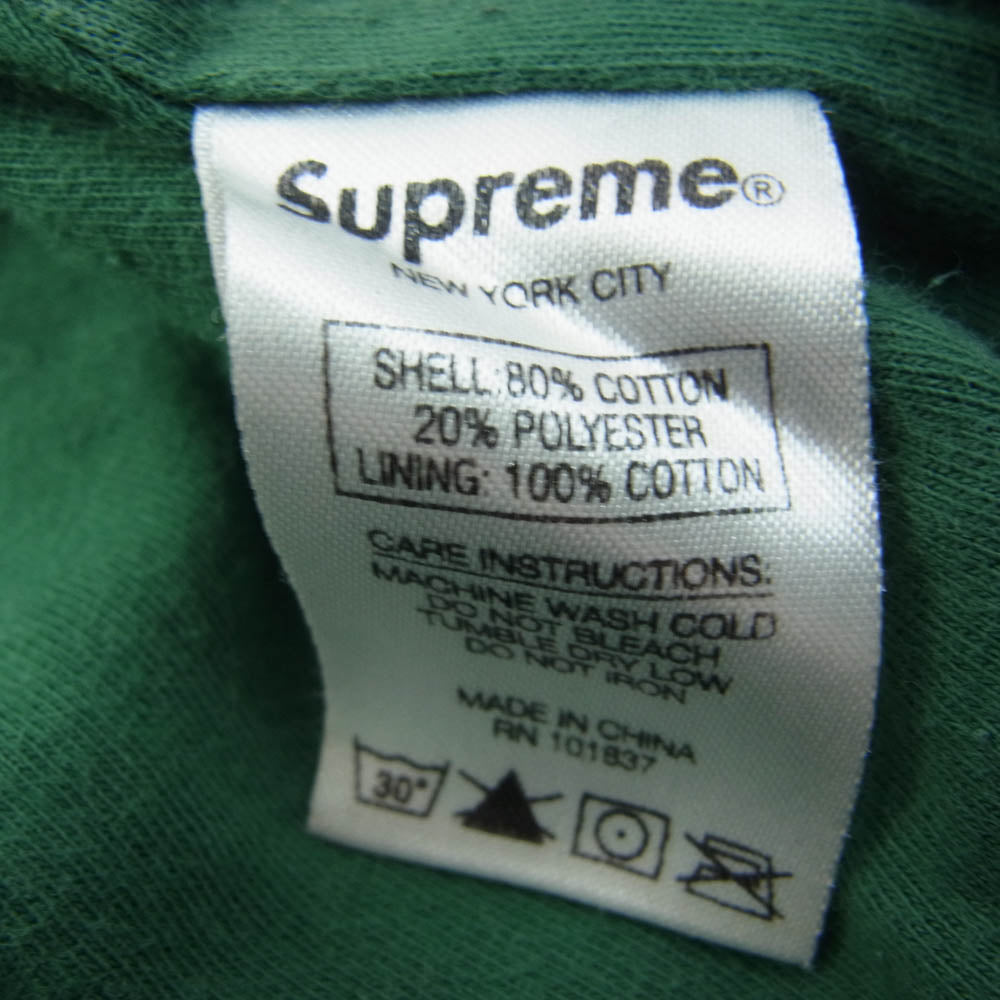 Supreme®
NEW YORK CITY
SHELL: 80% COTTON
20% POLYESTER
LINING: 100% COTTON
CARE INSTRUCTIONS:
MACHINE WASH COLD
DO NOT BLEACH
TUMBLE DRY LOW
DO NOT IRON
MADE IN CHINA
RN 101837
30°